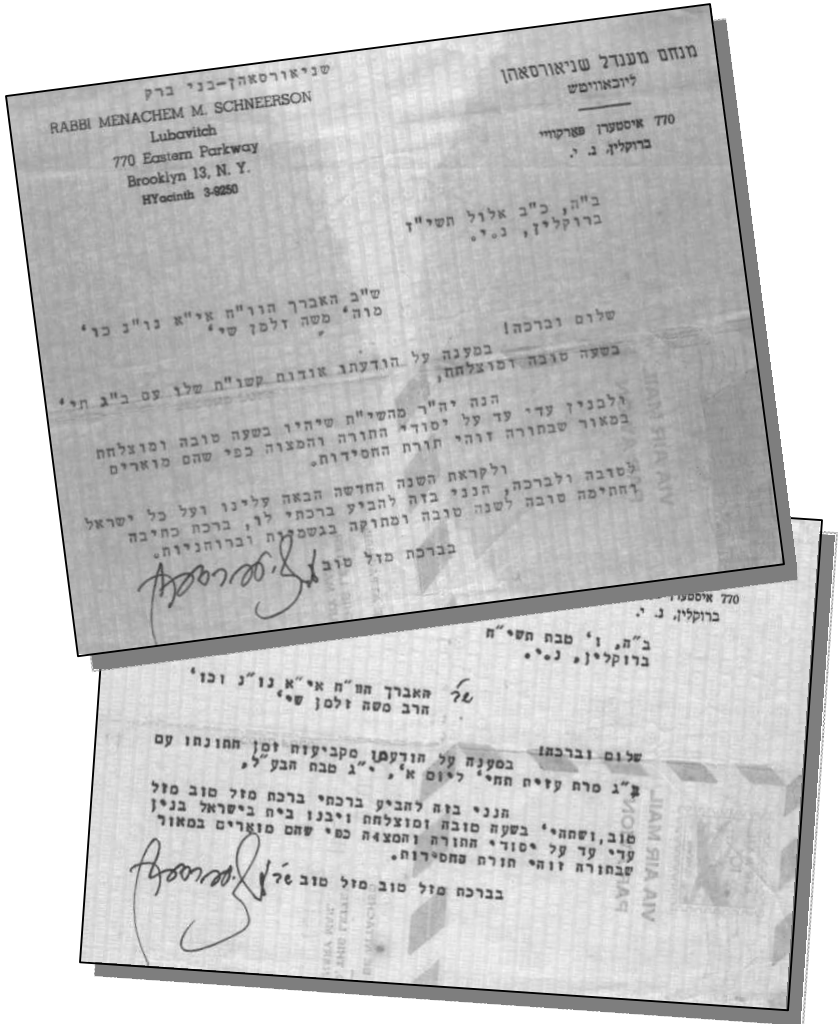 שניאורסאהן-בני ברק
RABBI MENACHEM M. SCHNEERSON
Lubavitch
770 Eastern Parkway
Brooklyn 13, N. Y.
HYacinth 3-9250
מנחם מענדל שניאורסאהן
ליובאוויטש
770 איסטערן פארקוויי
ברוקלין, נ. י.
ב"ה, כ"ב אלול תשי"ז
ברוקלין, נ.י.
ש"ב האברך הוו"ח אי"א נו"נ כו'
מוה' משה זלמן שי'
שלום וברכה!
במענה על הודעתו אודות קשו"ת שלו עם ב"ג תי'
בשעה טובה ומוצלחת,
הנה יה"ר מהשי"ת שיהיו בשעה טובה ומוצלחת
ולבנין עדי עד על יסודי התורה והמצוה כפי שהם מוארים
במאור שבתורה זוהי תורת החסידות.
ולקראת השנה החדשה הבאה עלינו ועל כל ישראל
לטובה ולברכה, הנני בזה להביע ברכתי לו, ברכת כתיבה
וחתימה טובה לשנה טובה ומתוקה בגשמיות וברוחניות.
בברכת מזל טוב
770 איסטערן
ברוקלין, נ. י.
ב"ה, ו' טבת תשי"ח
ברוקלין, נ.י.
האברך הוו"ח אי"א נו"נ וכו'
הרב משה זלמן שי'
שלום וברכה!
במענה על הודעתו מקביעות זמן חתונתו עם
ב"ג מרת עזית תחי' ליום א', י"ג טבת הבע"ל,
הנני בזה להביע ברכתי ברכת מזל טוב מזל
טוב, ושתהי' בשעה טובה ומוצלחת ויבנו בית בישראל בנין
עדי עד על יסודי התורה והמצוה כפי שהם מוארים במאור
שבתורה זוהי תורת החסידות.
בברכת מזל טוב מזל טוב
VIA AIR MAIL
PAR AVION